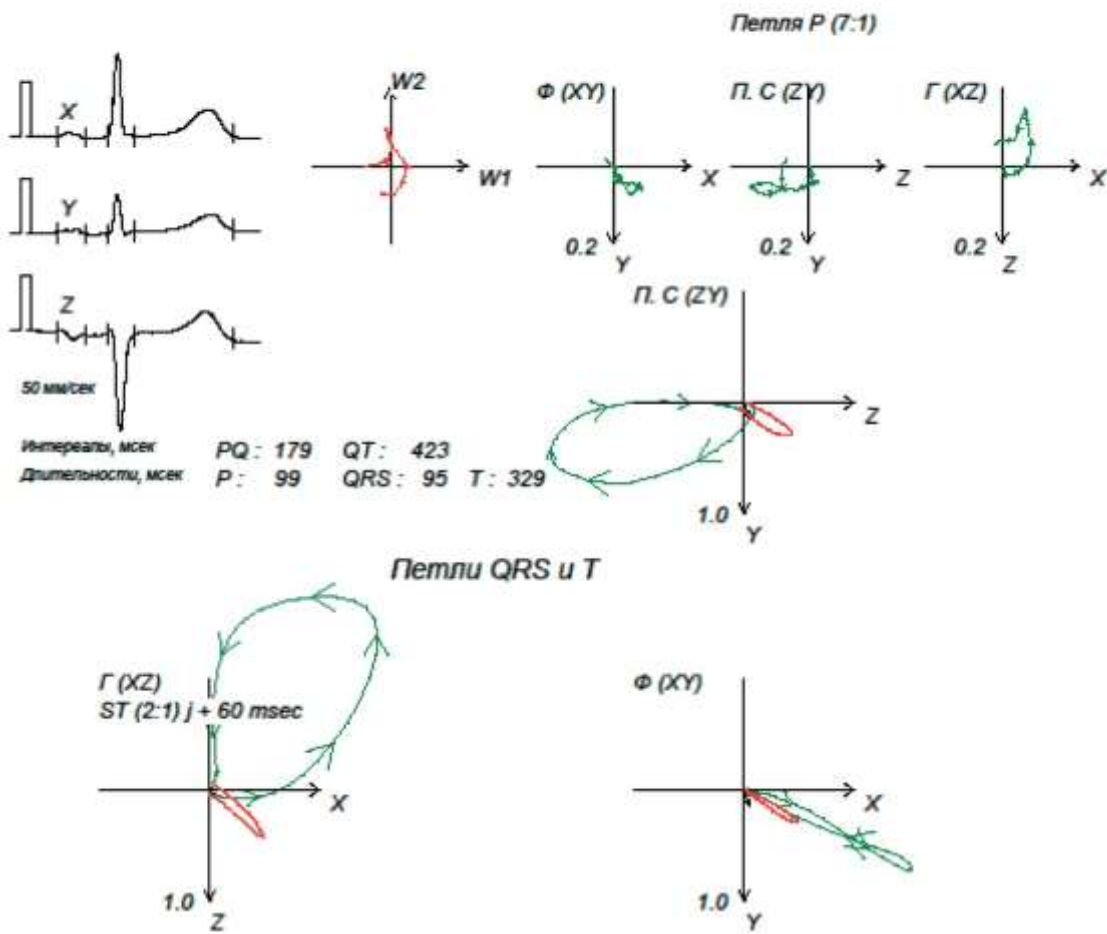 Петля P (7:1)
X
W2
W1
Ф (XY)
X
0.2
Y
П. С (ZY)
Z
0.2
Y
Г (XZ)
X
0.2
Z
Y
Z
50 мм/сек
П. С (ZY)
Z
1.0
Y
Интервалы, мсек PQ : 179 QT : 423
Длительности, мсек P : 99 QRS : 95 T : 329
Петли QRS и T
Г (XZ)
ST (2:1) j + 60 msec
X
1.0
Z
Ф (XY)
X
1.0
Y